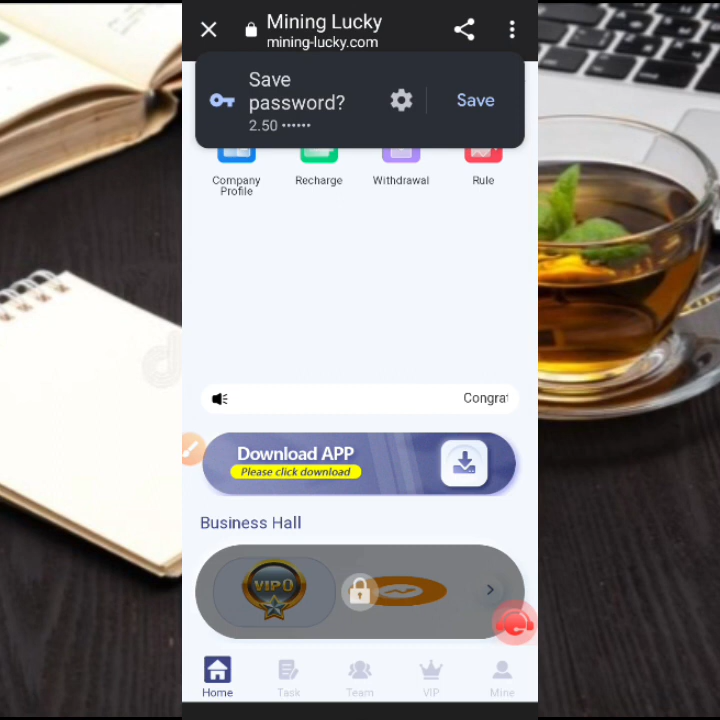 Mining Lucky
mining-lucky.com
Save
password?
2.50 ••••••
Save
Company
Profile
Recharge
Withdrawal
Rule
Congrat
Download APP
Please click download
Business Hall
VIP0
Home
Task
Team
VIP
Mine